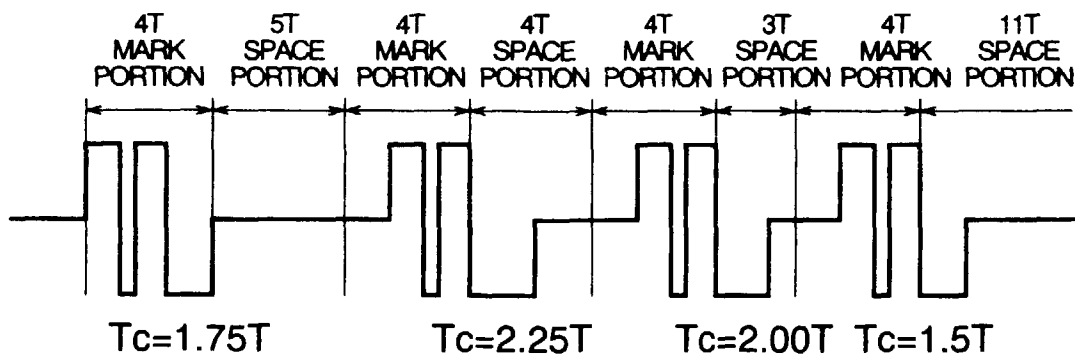 4T MARK PORTION
5T SPACE PORTION
4T MARK PORTION
4T SPACE PORTION
4T MARK PORTION
3T SPACE PORTION
4T MARK PORTION
11T SPACE PORTION
Tc=1.75T
Tc=2.25T
Tc=2.00T
Tc=1.5T